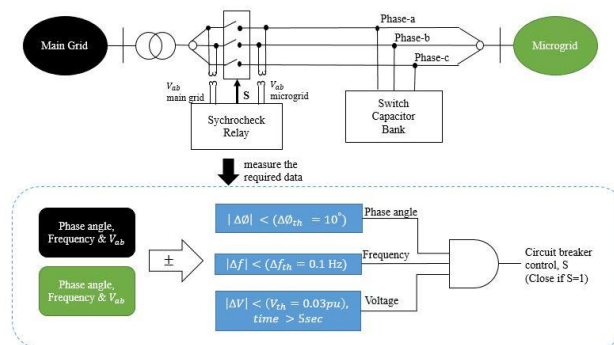 Main Grid
Phase-a
Phase-b
Phase-c
Microgrid
V_ab
main grid
S
V_ab
microgrid
Sychrocheck
Relay
Switch
Capacitor
Bank
measure the
required data
Phase angle,
Frequency & V_ab
Phase angle,
Frequency & V_ab
±
|ΔØ| < (ΔØ_th = 10°)
Phase angle
|Δf| < (Δf_th = 0.1 Hz)
Frequency
|ΔV| < (V_th = 0.03pu),
time > 5sec
Voltage
Circuit breaker
control, S
(Close if S=1)